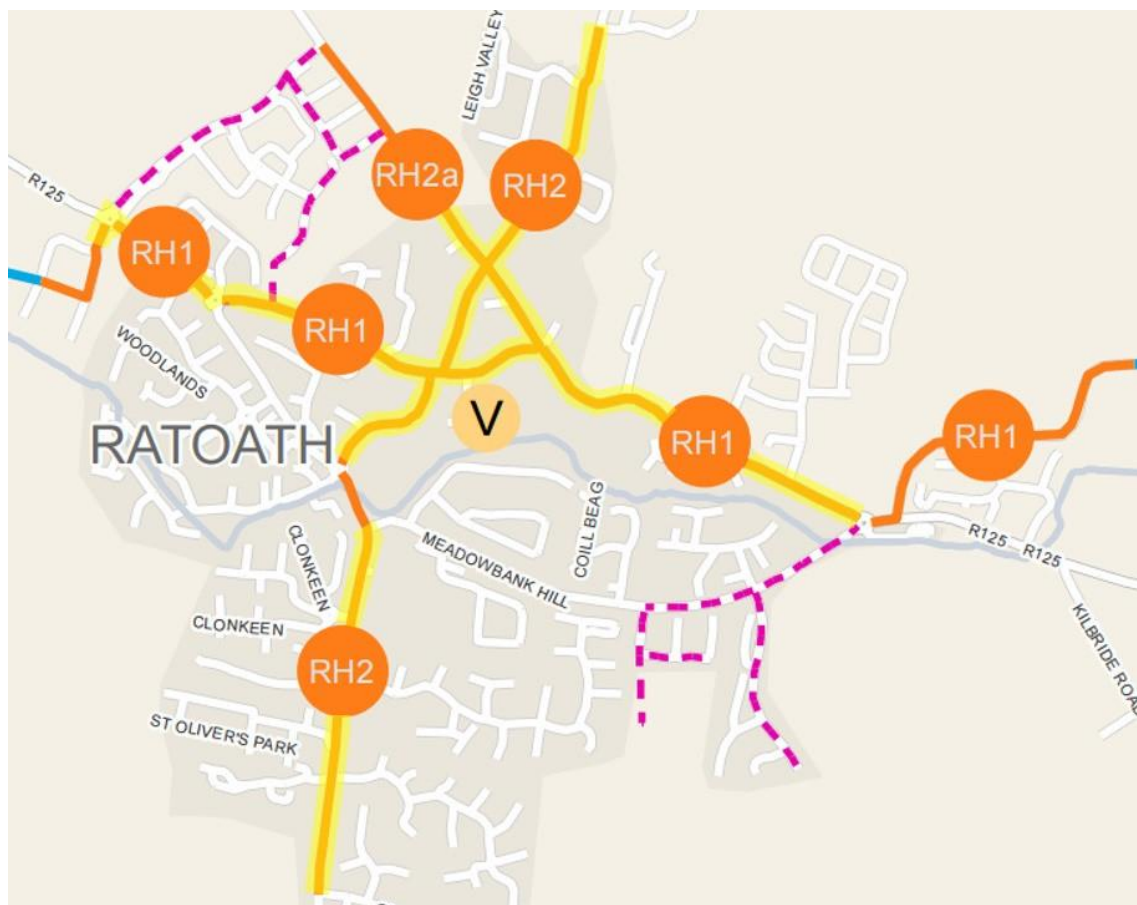 LEIGH VALLEY
RH2a
RH2
R125
RH1
RH1
WOODLANDS
V
RATOATH
RH1
RH1
COILL BEAG
MEADOWBANK HILL
R125
R125
CLONKEEN
CLONKEEN
KILBRIDE ROAD
RH2
ST OLIVER'S PARK